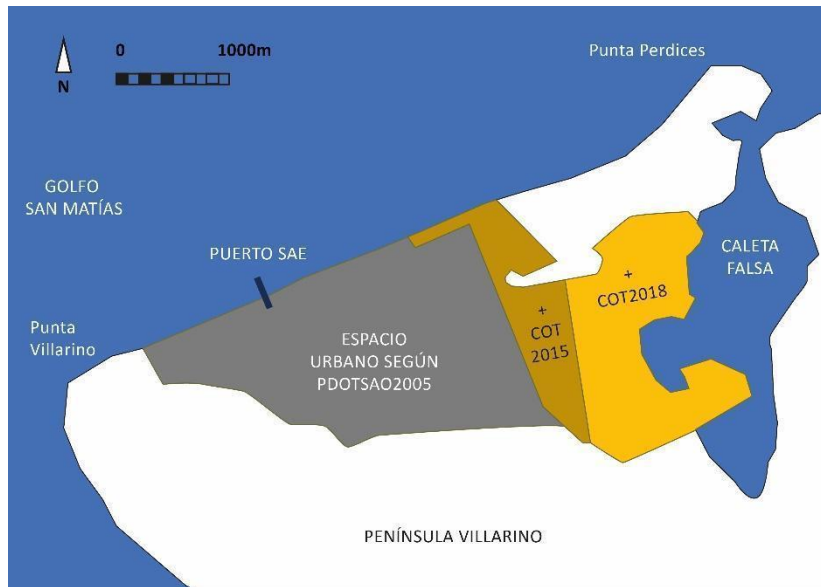 0 1000m
N
Punta Perdices
GOLFO
SAN MATÍAS
PUERTO SAE
CALETA
FALSA
+
COT2018
+
COT
2015
Punta
Villarino
ESPACIO
URBANO SEGÚN
PDOTSAO2005
PENÍNSULA VILLARINO